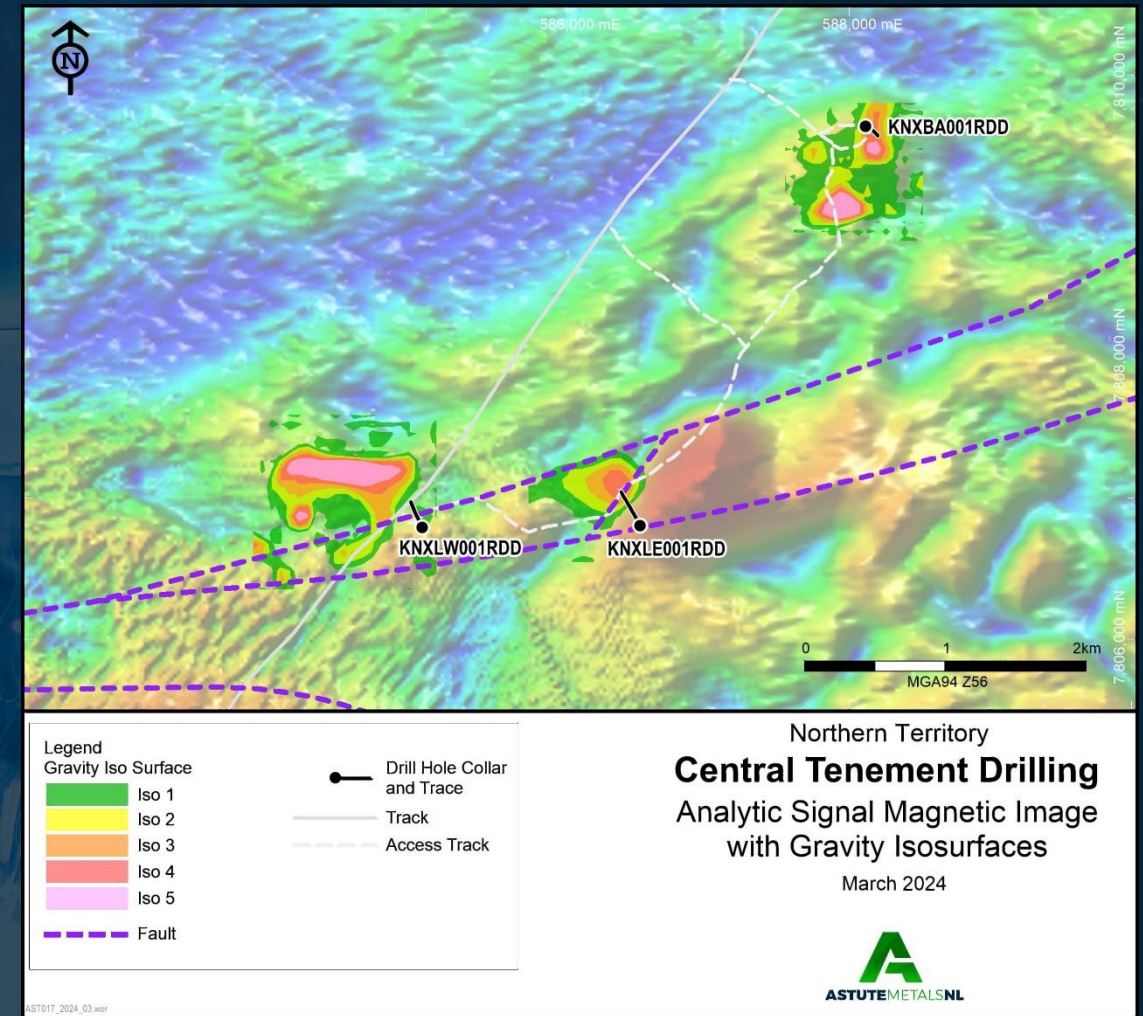 N
586,000 mE
588,000 mE
7,810,000 mN
KNXBA001RDD
7,808,000 mN
KNXLW001RDD
KNXLE001RDD
7,806,000 mN
0 1 2km
MGA94 Z56
Legend
Gravity Iso Surface
Iso 1
Iso 2
Iso 3
Iso 4
Iso 5
Fault
Drill Hole Collar
and Trace
Track
Access Track
Northern Territory
Central Tenement Drilling
Analytic Signal Magnetic Image
with Gravity Isosurfaces
March 2024
ASTUTEMETALSNL
AST017_2024_03.wor